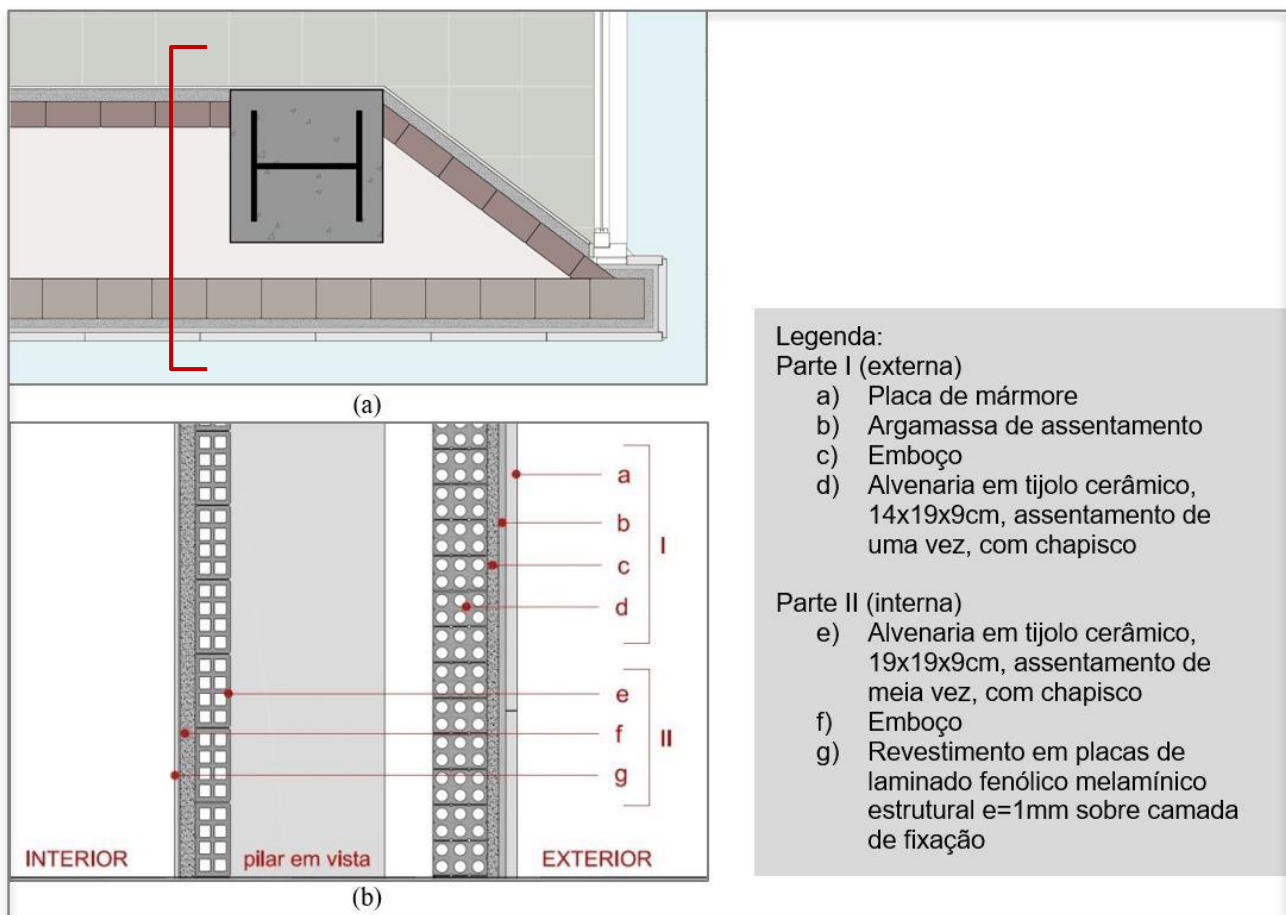 (a)
a
b
c
d
I
e
f
g
II
INTERIOR
pilar em vista
EXTERIOR
(b)
Legenda:
Parte I (externa)
a) Placa de mármore
b) Argamassa de assentamento
c) Emboço
d) Alvenaria em tijolo cerâmico,
14x19x9cm, assentamento de
uma vez, com chapisco
Parte II (interna)
e) Alvenaria em tijolo cerâmico,
19x19x9cm, assentamento de
meia vez, com chapisco
f) Emboço
g) Revestimento em placas de
laminado fenólico melamínico
estrutural e=1mm sobre camada
de fixação